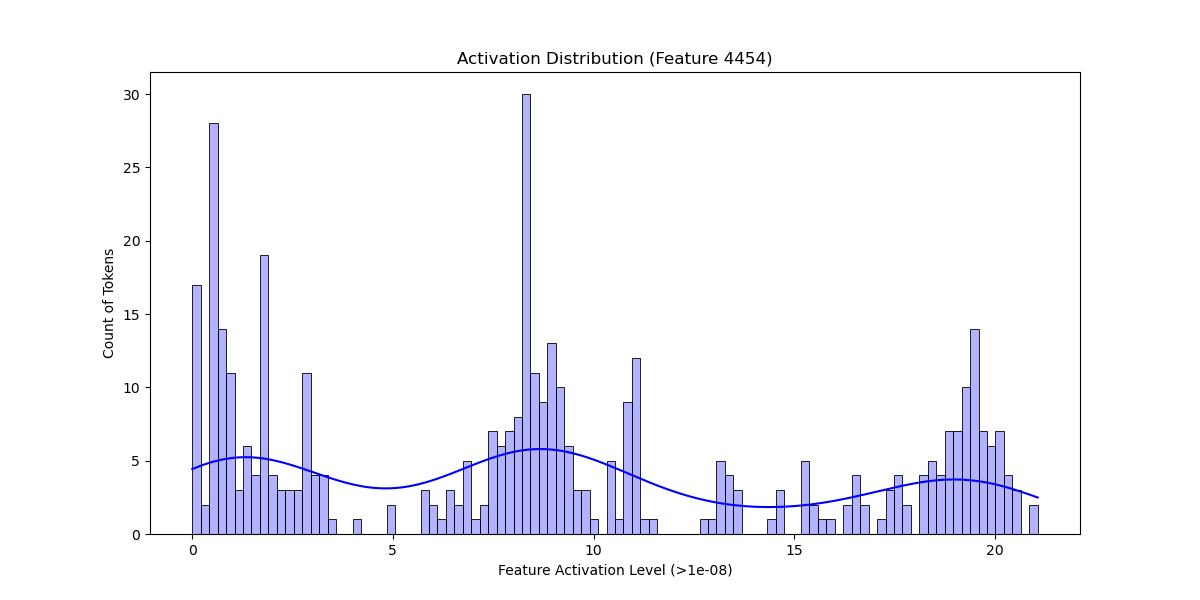 Activation Distribution (Feature 4454)
30
25
20
15
10
5
0
Count of Tokens
0 5 10 15 20
Feature Activation Level (>1e-08)